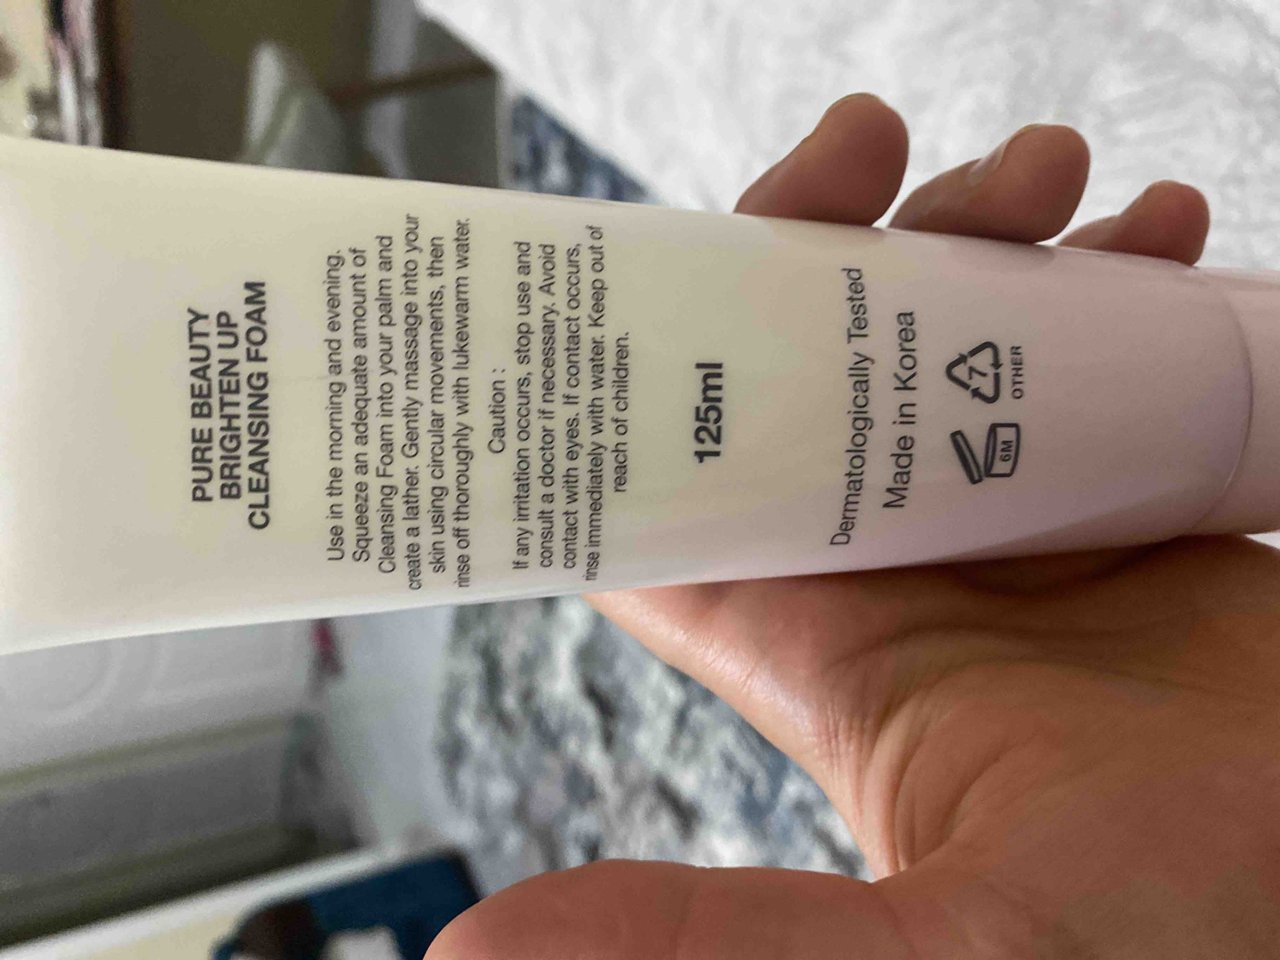 PURE BEAUTY
BRIGHTEN UP
CLEANSING FOAM
Use in the morning and evening.
Squeeze an adequate amount of
Cleansing Foam into your palm and
create a lather. Gently massage into your
skin using circular movements, then
rinse off thoroughly with lukewarm water.
Caution :
If any irritation occurs, stop use and
consult a doctor if necessary. Avoid
contact with eyes. If contact occurs,
rinse immediately with water. Keep out of
reach of children.
125ml
Dermatologically Tested
Made in Korea
6M
7
OTHER